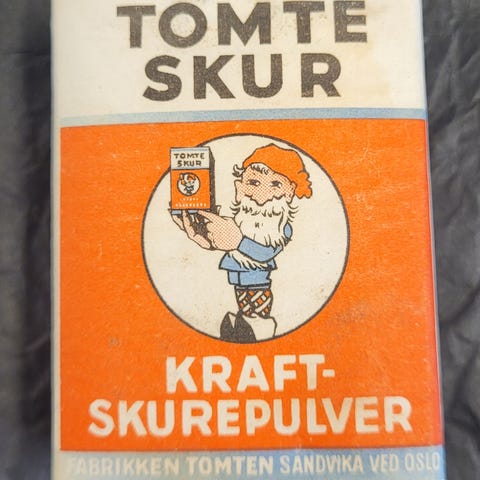 TOMTE
SKUR
TOMTE
SKUR
KRAFT-
SKUREPULVER
FABRIKKEN TOMTEN SANDVIKA VED OSLO